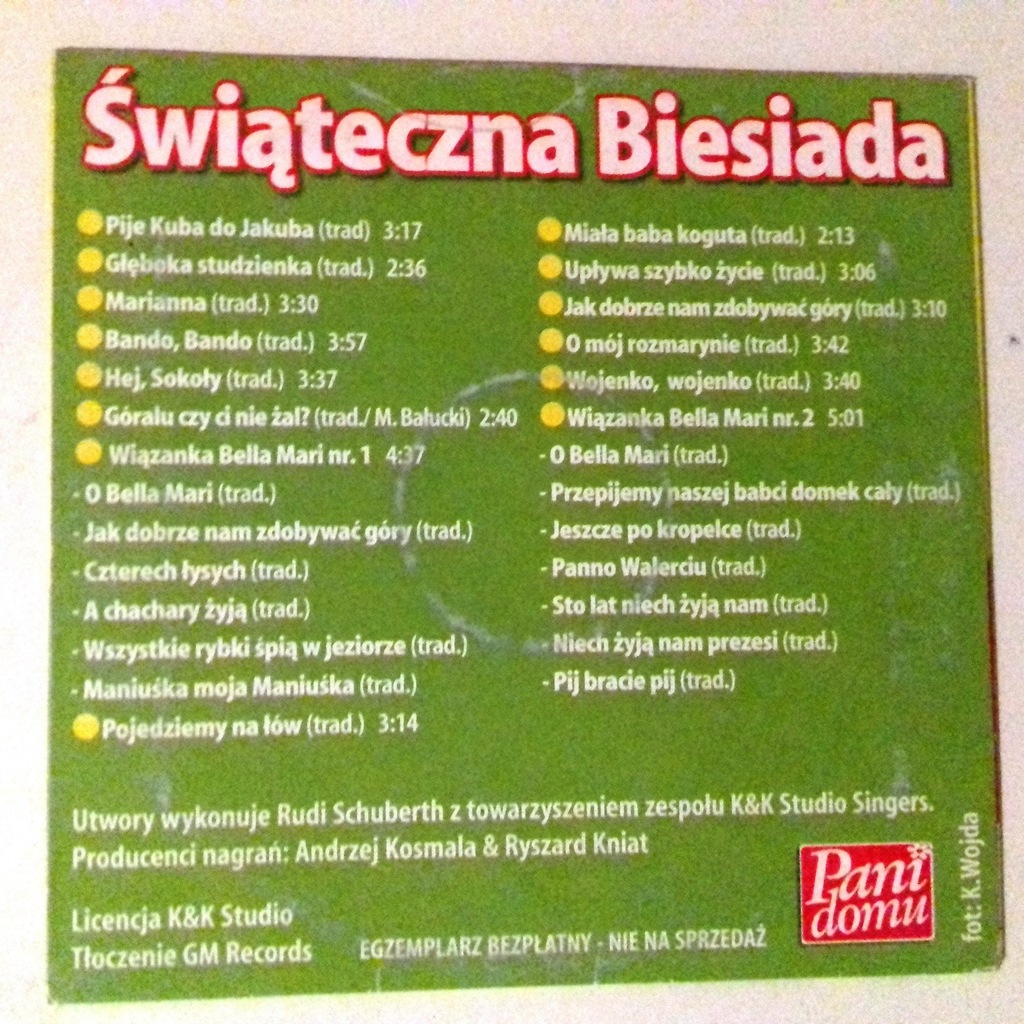 Świąteczna Biesiada
Pije Kuba do Jakuba (trad) 3:17
Głęboka studzienka (trad.) 2:36
Marianna (trad.) 3:30
Bando, Bando (trad.) 3:57
Hej, Sokoły (trad.) 3:37
Góralu czy ci nie żal? (trad./ M. Bałucki) 2:40
Wiązanka Bella Mari nr. 1 4:37
- O Bella Mari (trad.)
- Jak dobrze nam zdobywać góry (trad.)
- Czterech łysych (trad.)
- A chachary żyją (trad.)
- Wszystkie rybki śpią w jeziorze (trad.)
- Maniuśka moja Maniuśka (trad.)
Pojedziemy na łów (trad.) 3:14
Miała baba koguta (trad.) 2:13
Upływa szybko życie (trad.) 3:06
Jak dobrze nam zdobywać góry (trad.) 3:10
O mój rozmarynie (trad.) 3:42
Wojenko, wojenko (trad.) 3:40
Wiązanka Bella Mari nr. 2 5:01
- O Bella Mari (trad.)
- Przepijemy naszej babci domek cały (trad.)
- Jeszcze po kropelce (trad.)
- Panno Walerciu (trad.)
- Sto lat niech żyją nam (trad.)
- Niech żyją nam prezesi (trad.)
- Pij bracie pij (trad.)
Utwory wykonuje Rudi Schuberth z towarzyszeniem zespołu K&K Studio Singers.
Producenci nagrań: Andrzej Kosmala & Ryszard Kniat
Licencja K&K Studio
Tłoczenie GM Records
EGZEMPLARZ BEZPŁATNY - NIE NA SPRZEDAŻ
Pani
domu
fot: K. Wojda